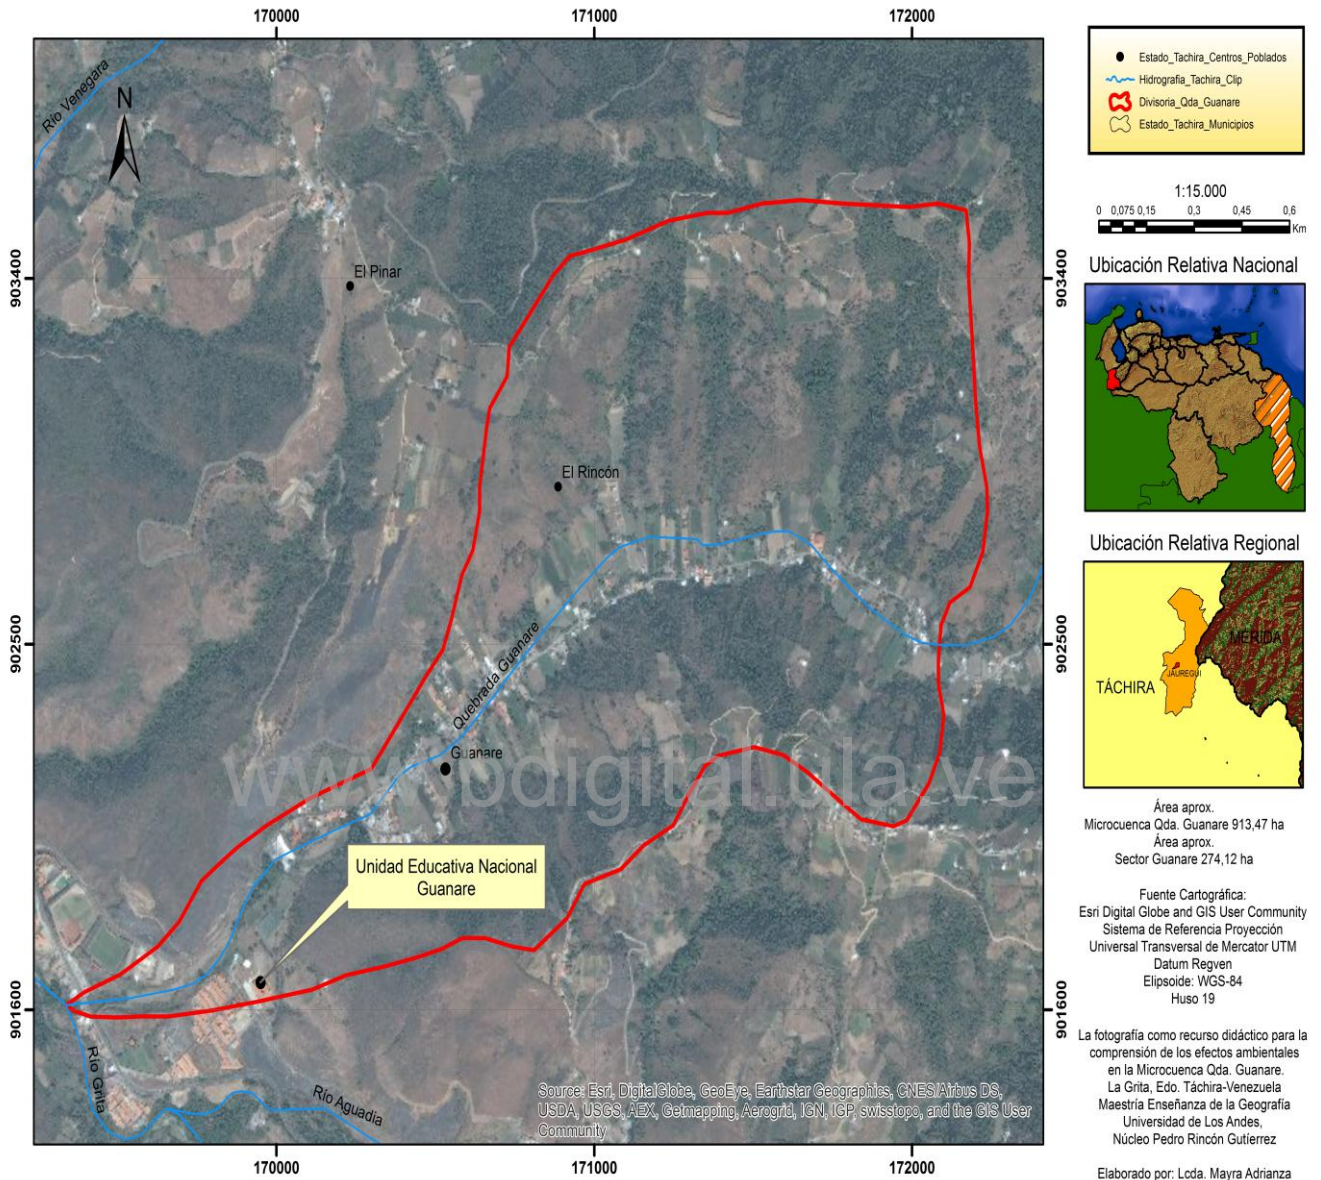 170000
171000
172000
903400
902500
901600
903400
902500
901600
170000
171000
172000
Río Venegara
N
El Pinar
El Rincón
Quebrada Guanare
Guanare
www.bdigital.ula.ve
Unidad Educativa Nacional
Guanare
Río Grita
Río Aguadia
Source: Esri, DigitalGlobe, GeoEye, Earthstar Geographics, CNES/Airbus DS,
USDA, USGS, AEX, Getmapping, Aerogrid, IGN, IGP, swisstopo, and the GIS User
Community
Estado_Tachira_Centros_Poblados
Hidrografia_Tachira_Clip
Divisoria_Qda_Guanare
Estado_Tachira_Municipios
1:15.000
0 0,075 0,15 0,3 0,45 0,6
Km
Ubicación Relativa Nacional
Ubicación Relativa Regional
MERIDA
JAUREGUI
TÁCHIRA
Área aprox.
Microcuenca Qda. Guanare 913,47 ha
Área aprox.
Sector Guanare 274,12 ha
Fuente Cartográfica:
Esri Digital Globe and GIS User Community
Sistema de Referencia Proyección
Universal Transversal de Mercator UTM
Datum Regven
Elipsoide: WGS-84
Huso 19
La fotografía como recurso didáctico para la
comprensión de los efectos ambientales
en la Microcuenca Qda. Guanare.
La Grita, Edo. Táchira-Venezuela
Maestría Enseñanza de la Geografía
Universidad de Los Andes,
Núcleo Pedro Rincón Gutíerrez
Elaborado por: Lcda. Mayra Adrianza